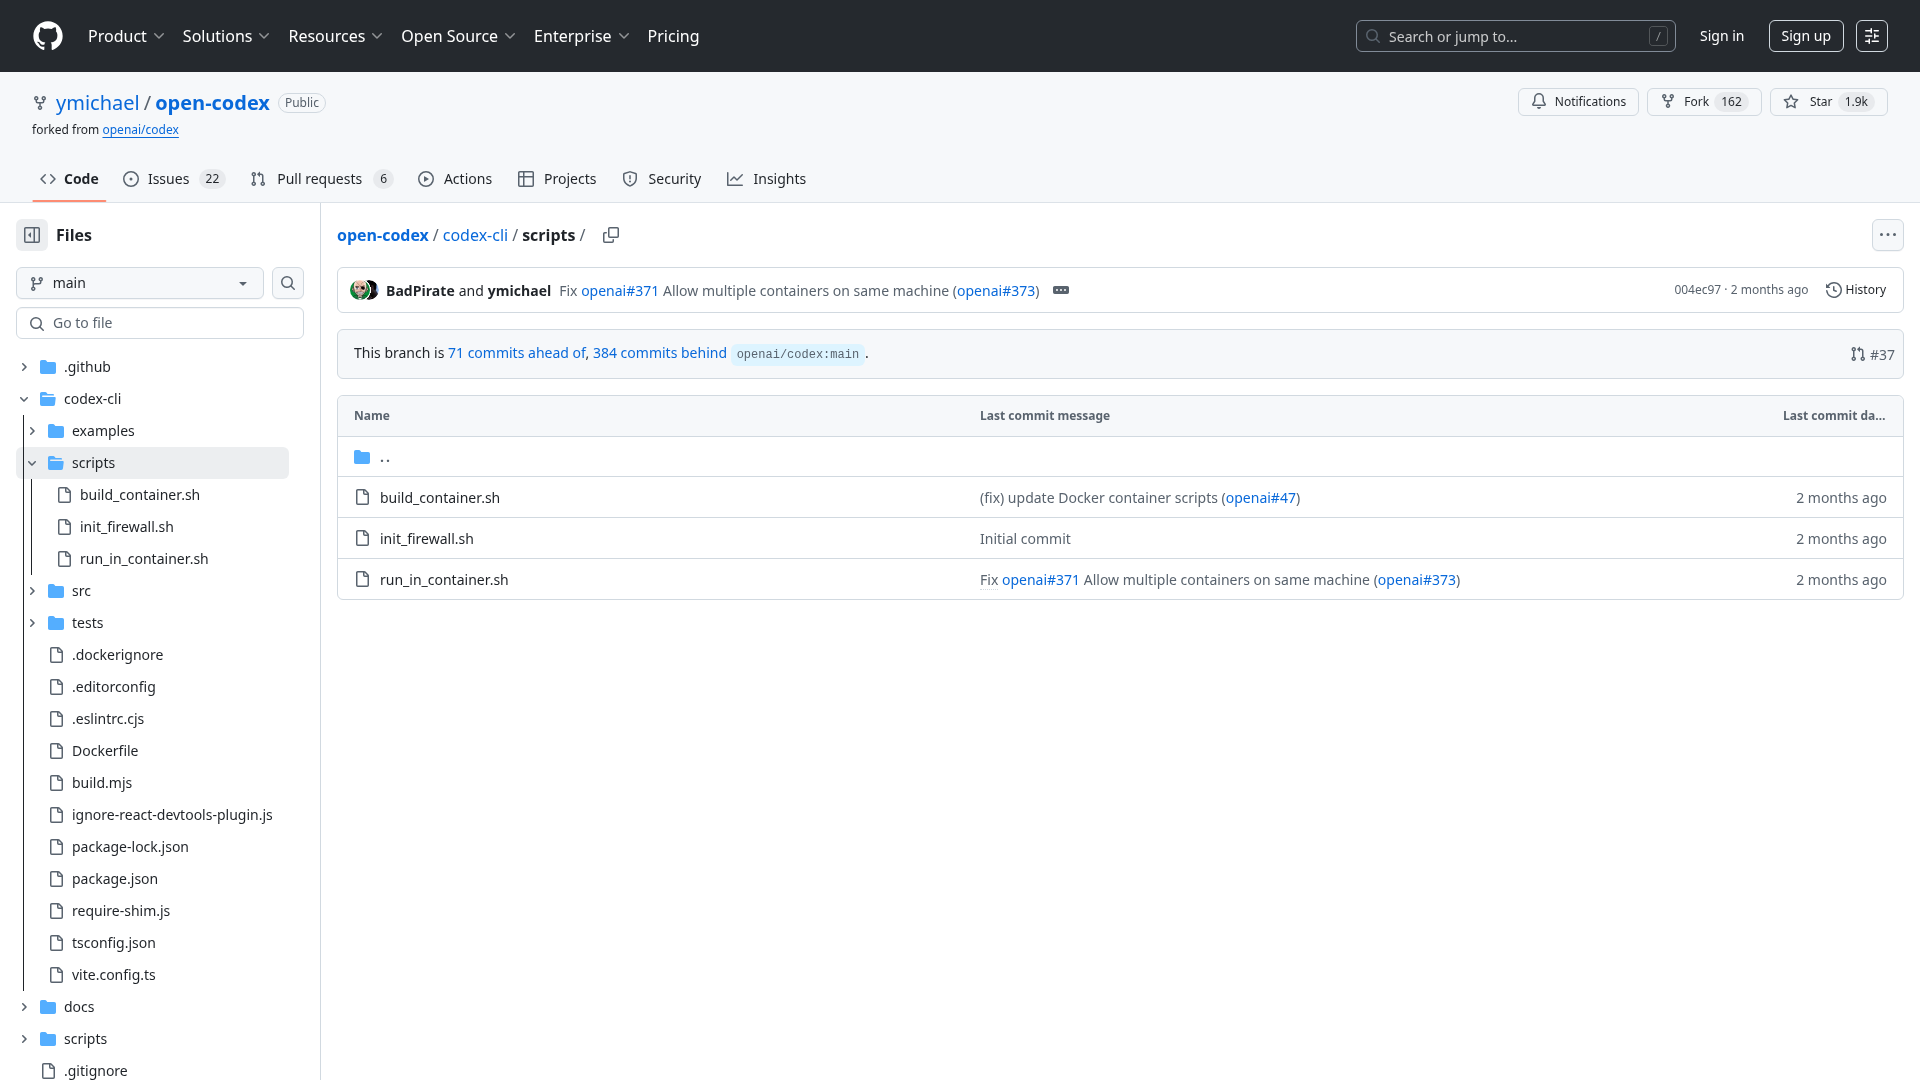 Product Solutions Resources Open Source Enterprise Pricing Search or jump to... / Sign in Sign up
ymichael / open-codex Public Notifications Fork 162 Star 1.9k
forked from openai/codex
Code Issues 22 Pull requests 6 Actions Projects Security Insights
Files
main
Go to file
.github
codex-cli
examples
scripts
build_container.sh
init_firewall.sh
run_in_container.sh
src
tests
.dockerignore
.editorconfig
.eslintrc.cjs
Dockerfile
build.mjs
ignore-react-devtools-plugin.js
package-lock.json
package.json
require-shim.js
tsconfig.json
vite.config.ts
docs
scripts
.gitignore
open-codex / codex-cli / scripts /
BadPirate and ymichael Fix openai#371 Allow multiple containers on same machine (openai#373) 004ec97 · 2 months ago History
This branch is 71 commits ahead of, 384 commits behind openai/codex:main. #37
Name Last commit message Last commit da...
..
build_container.sh (fix) update Docker container scripts (openai#47) 2 months ago
init_firewall.sh Initial commit 2 months ago
run_in_container.sh Fix openai#371 Allow multiple containers on same machine (openai#373) 2 months ago